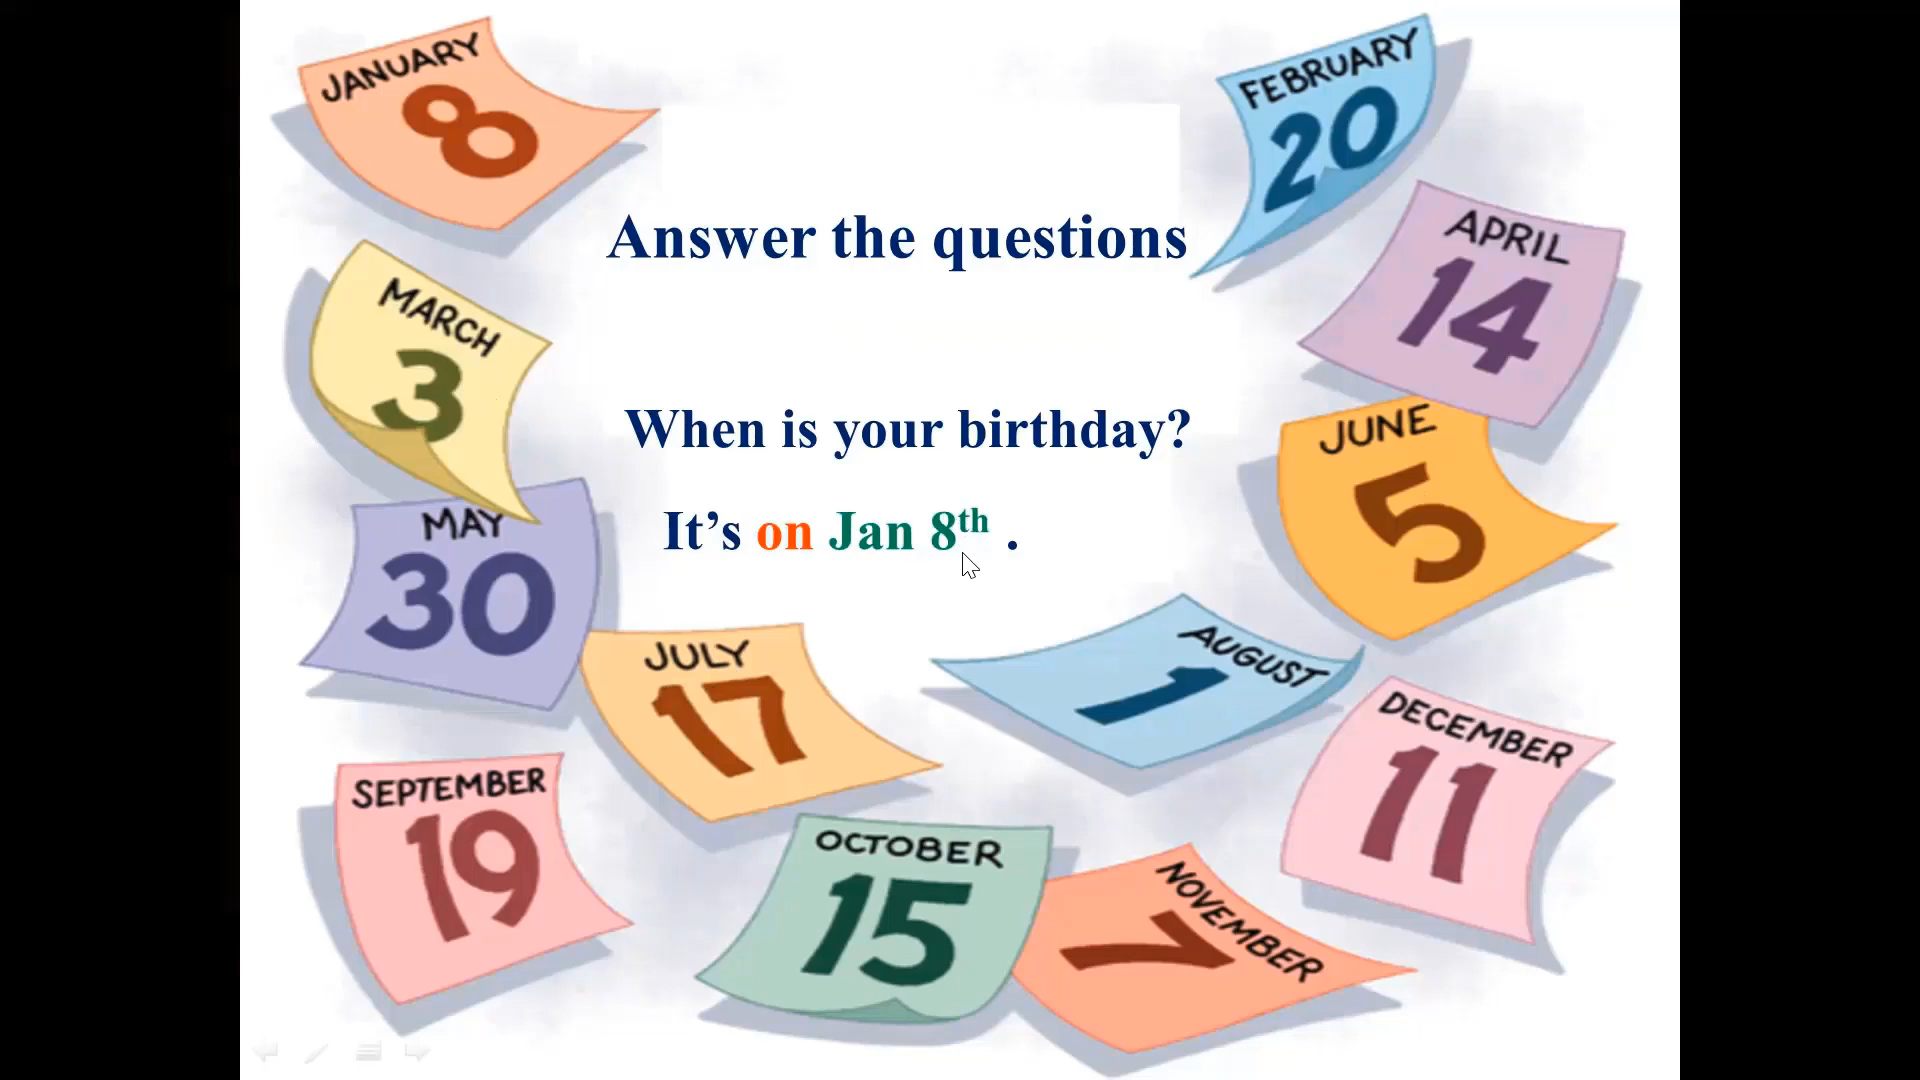 JANUARY
8
FEBRUARY
20
Answer the questions
APRIL
14
MARCH
3
When is your birthday?
JUNE
5
It’s on Jan 8th .
MAY
30
JULY
17
AUGUST
1
DECEMBER
11
SEPTEMBER
19
OCTOBER
15
NOVEMBER
7